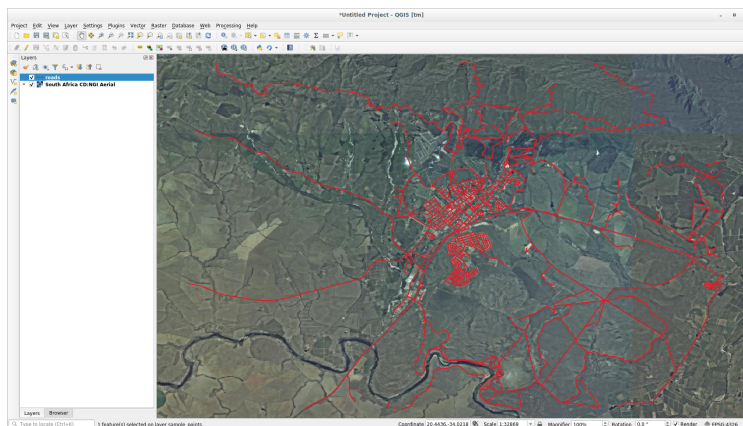 *Untitled Project - QGIS [tm]
Project Edit View Layer Settings Plugins Vector Raster Database Web Processing Help
Layers
roads
South Africa CD:NGI Aerial
Layers Browser
Type to locate (Ctrl+K) 1 feature(s) selected on layer sample_points. Coordinate 20.4436,-34.0218 Scale 1:32869 Magnifier 100% Rotation 0.0 ° Render EPSG:4326